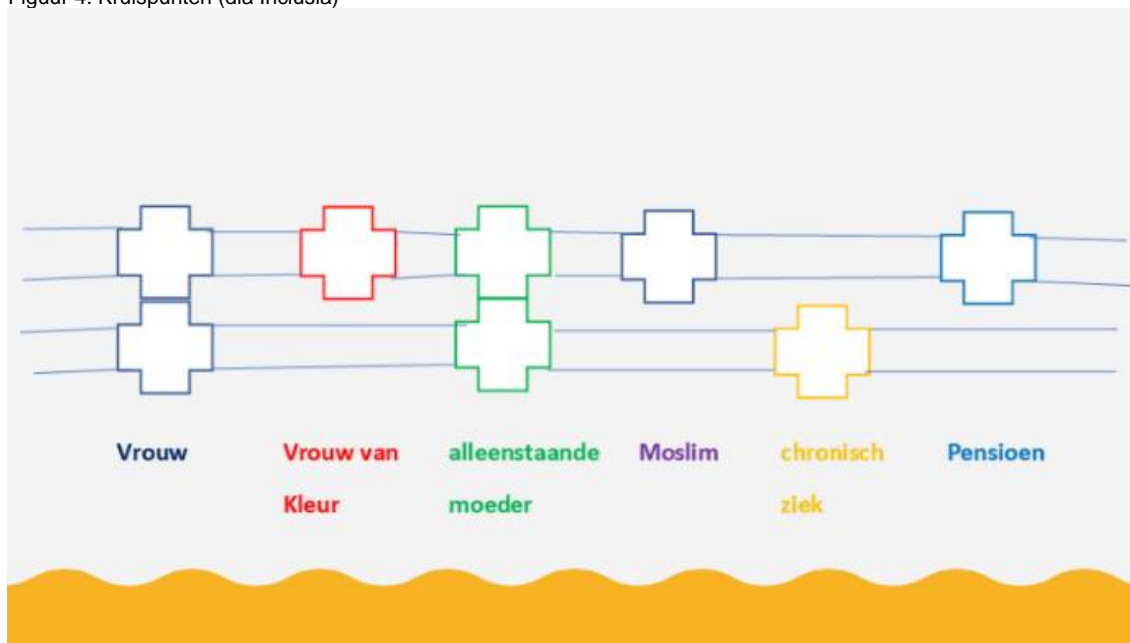 Figuur 4. Kruispunten (dia Inclusia)
Vrouw
Vrouw van
Kleur
alleenstaande
moeder
Moslim
chronisch
ziek
Pensioen